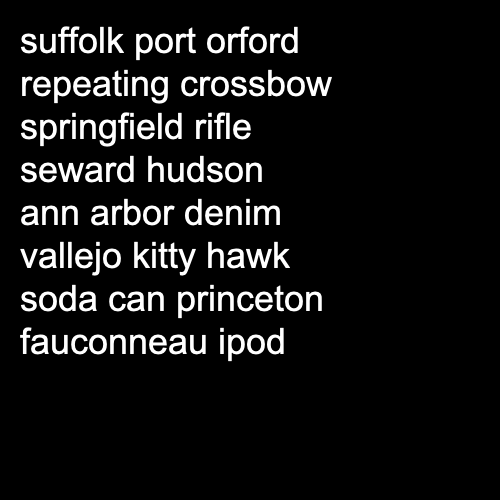 suffolk port orford
repeating crossbow
springfield rifle
seward hudson
ann arbor denim
vallejo kitty hawk
soda can princeton
fauconneau ipod